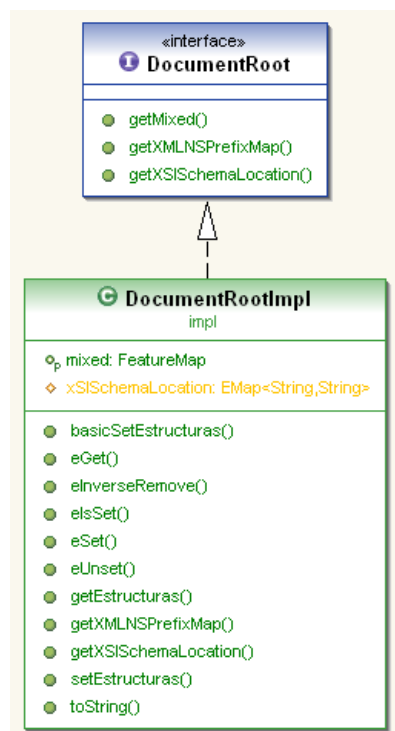 «interface»
I DocumentRoot
getMixed()
getXMLNSPrefixMap()
getXSISchemaLocation()
C DocumentRootImpl
impl
P mixed: FeatureMap
xSISchemaLocation: EMap<String,String>
basicSetEstructuras()
eGet()
eInverseRemove()
eIsSet()
eSet()
eUnset()
getEstructuras()
getXMLNSPrefixMap()
getXSISchemaLocation()
setEstructuras()
toString()